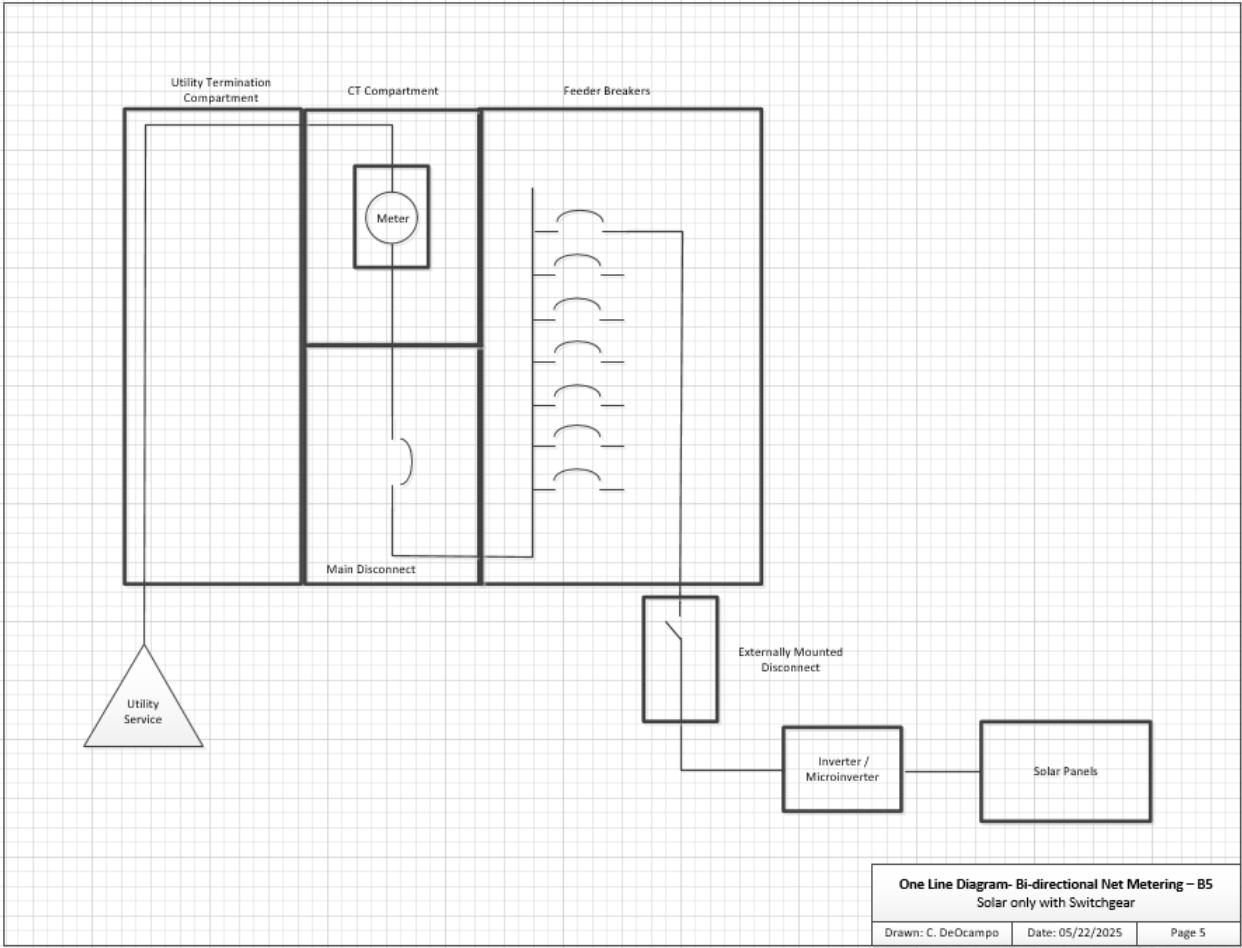 Utility Termination
Compartment
CT Compartment
Feeder Breakers
Meter
Main Disconnect
Externally Mounted
Disconnect
Utility
Service
Inverter /
Microinverter
Solar Panels
One Line Diagram- Bi-directional Net Metering – B5
Solar only with Switchgear
Drawn: C. DeOcampo
Date: 05/22/2025
Page 5